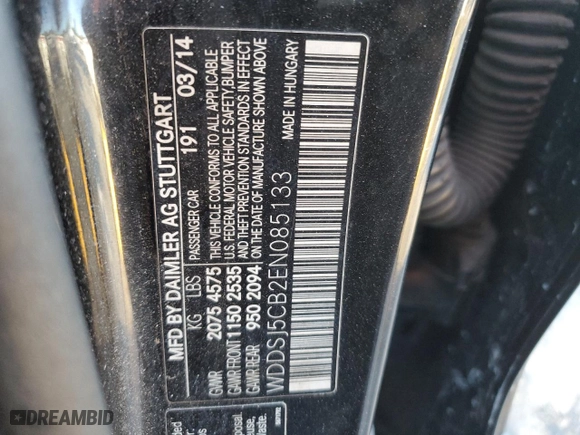 MFD BY DAIMLER AG STUTTGART
KG LBS PASSENGER CAR 191 03/14
GVWR 2075 4575
GAWR FRONT 1150 2535
GAWR REAR 950 2094
THIS VEHICLE CONFORMS TO ALL APPLICABLE
U.S. FEDERAL MOTOR VEHICLE SAFETY, BUMPER
AND THEFT PREVENTION STANDARDS IN EFFECT
ON THE DATE OF MANUFACTURE SHOWN ABOVE
WDDSJ5CB2EN085133
MADE IN HUNGARY
DREAMBID